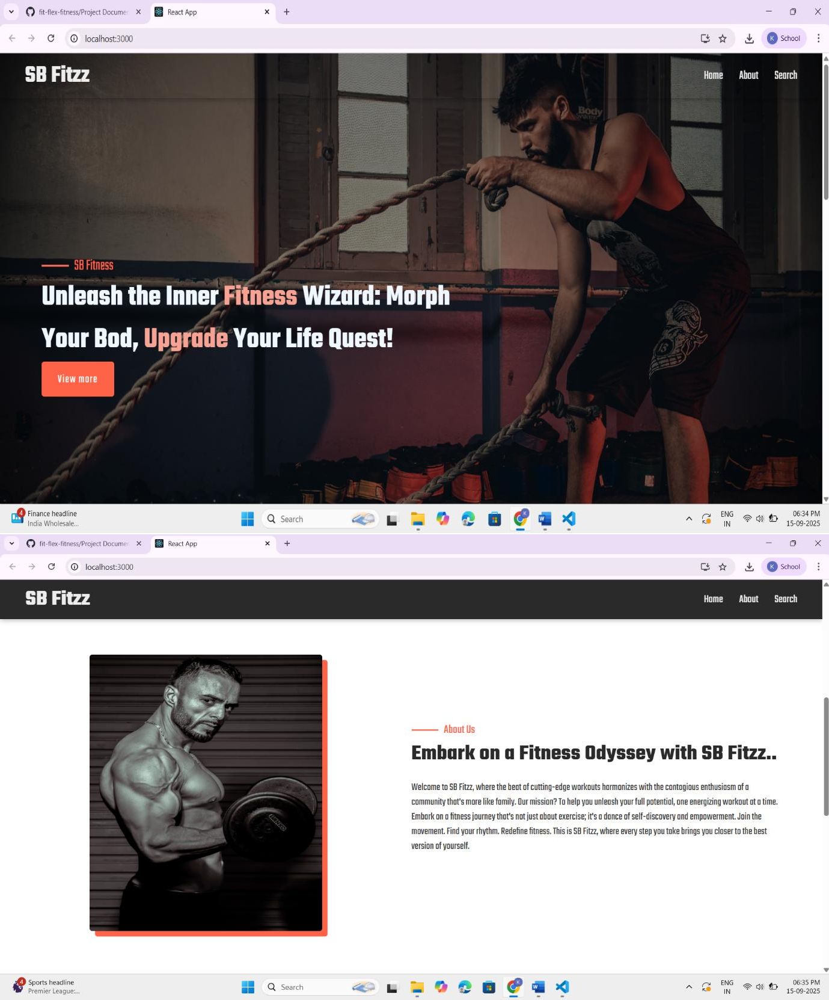 fit-flex-fitness/Project Documen
React App
localhost:3000
School
SB Fitzz
Home About Search
Body
SB Fitness
Unleash the Inner Fitness Wizard: Morph
Your Bod, Upgrade Your Life Quest!
View more
4
Finance headline
India Wholesale...
Search
K
ENG
IN
06:34 PM
15-09-2025
fit-flex-fitness/Project Documen
React App
localhost:3000
K School
SB Fitzz
Home About Search
About Us
Embark on a Fitness Odyssey with SB Fitzz..
Welcome to SB Fitzz, where the beat of cutting-edge workouts harmonizes with the contagious enthusiasm of a
community that's more like family. Our mission? To help you unleash your full potential, one energizing workout at a time.
Embark on a fitness journey that's not just about exercise; it's a dance of self-discovery and empowerment. Join the
movement. Find your rhythm. Redefine fitness. This is SB Fitzz, where every step you take brings you closer to the best
version of yourself.
4
Sports headline
Premier League:...
Search
K
ENG
IN
06:35 PM
15-09-2025